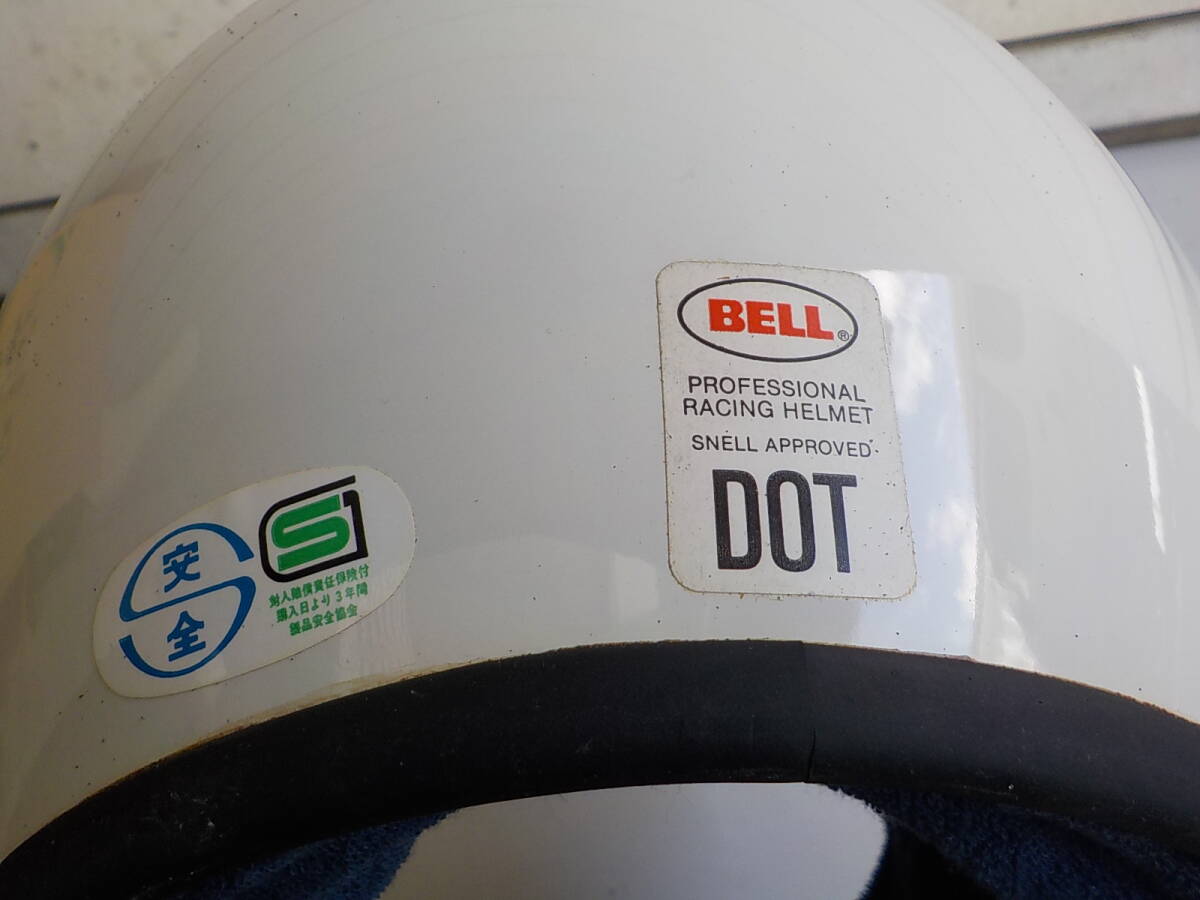 BELL®
PROFESSIONAL
RACING HELMET
SNELL APPROVED
DOT
安
全
SG
対人賠償責任保険付
購入日より3年間
製品安全協会